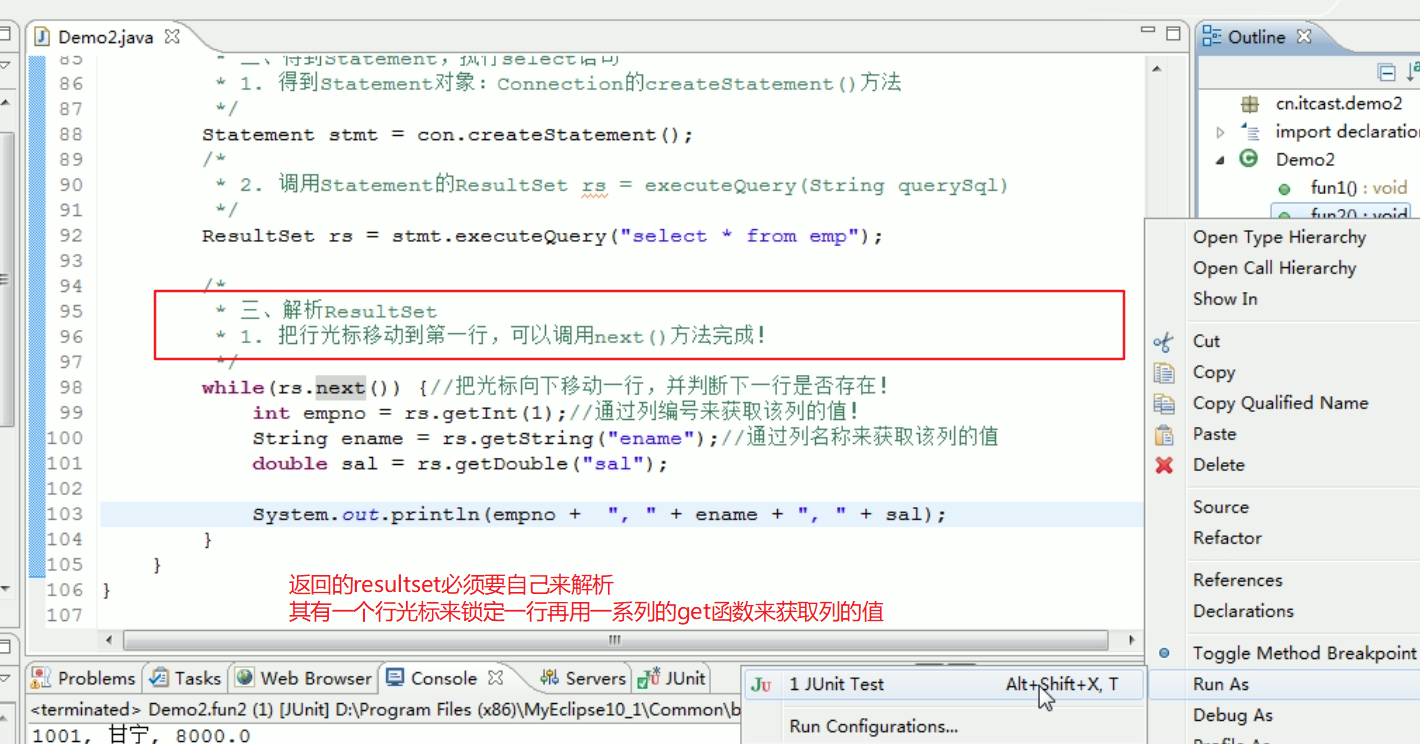 Demo2.java
Outline
85 * 二、得到Statement，执行select语句
86 * 1. 得到Statement对象：Connection的createStatement()方法
87 */
88 Statement stmt = con.createStatement();
89 /*
90 * 2. 调用Statement的ResultSet rs = executeQuery(String querySql)
91 */
92 ResultSet rs = stmt.executeQuery("select * from emp");
93
94 /*
95 * 三、解析ResultSet
96 * 1. 把行光标移动到第一行，可以调用next()方法完成！
97 */
98 while(rs.next()) {//把光标向下移动一行，并判断下一行是否存在！
99 int empno = rs.getInt(1);//通过列编号来获取该列的值！
100 String ename = rs.getString("ename");//通过列名称来获取该列的值
101 double sal = rs.getDouble("sal");
102
103 System.out.println(empno + ", " + ename + ", " + sal);
104 }
105 }
106 }
107
返回的resultset必须要自己来解析
其有一个行光标来锁定一行再用一系列的get函数来获取列的值
cn.itcast.demo2
import declaratio
Demo2
fun1() : void
fun2() : void
Open Type Hierarchy
Open Call Hierarchy
Show In
Cut
Copy
Copy Qualified Name
Paste
Delete
Source
Refactor
References
Declarations
Toggle Method Breakpoint
Run As
Debug As
Profile As
Problems Tasks Web Browser Console Servers JUnit
Ju 1 JUnit Test Alt+Shift+X, T
Run Configurations...
<terminated> Demo2.fun2 (1) [JUnit] D:\Program Files (x86)\MyEclipse10_1\Common\b
1001, 甘宁, 8000.0